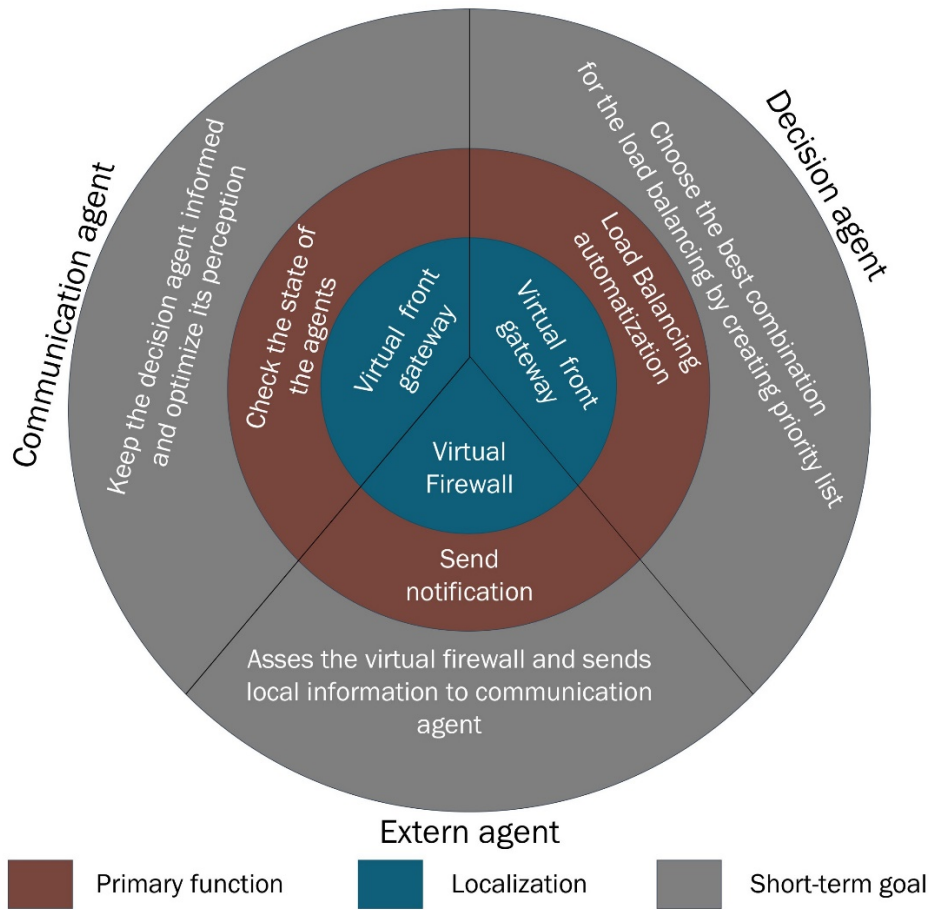 Communication agent
Keep the decision agent informed
and optimize its perception
Check the state of
the agents
Virtual front
gateway
Decision agent
Choose the best combination
for the load balancing by creating priority list
Load Balancing
automatization
Virtual front
gateway
Virtual
Firewall
Send
notification
Asses the virtual firewall and sends
local information to communication
agent
Extern agent
Primary function
Localization
Short-term goal